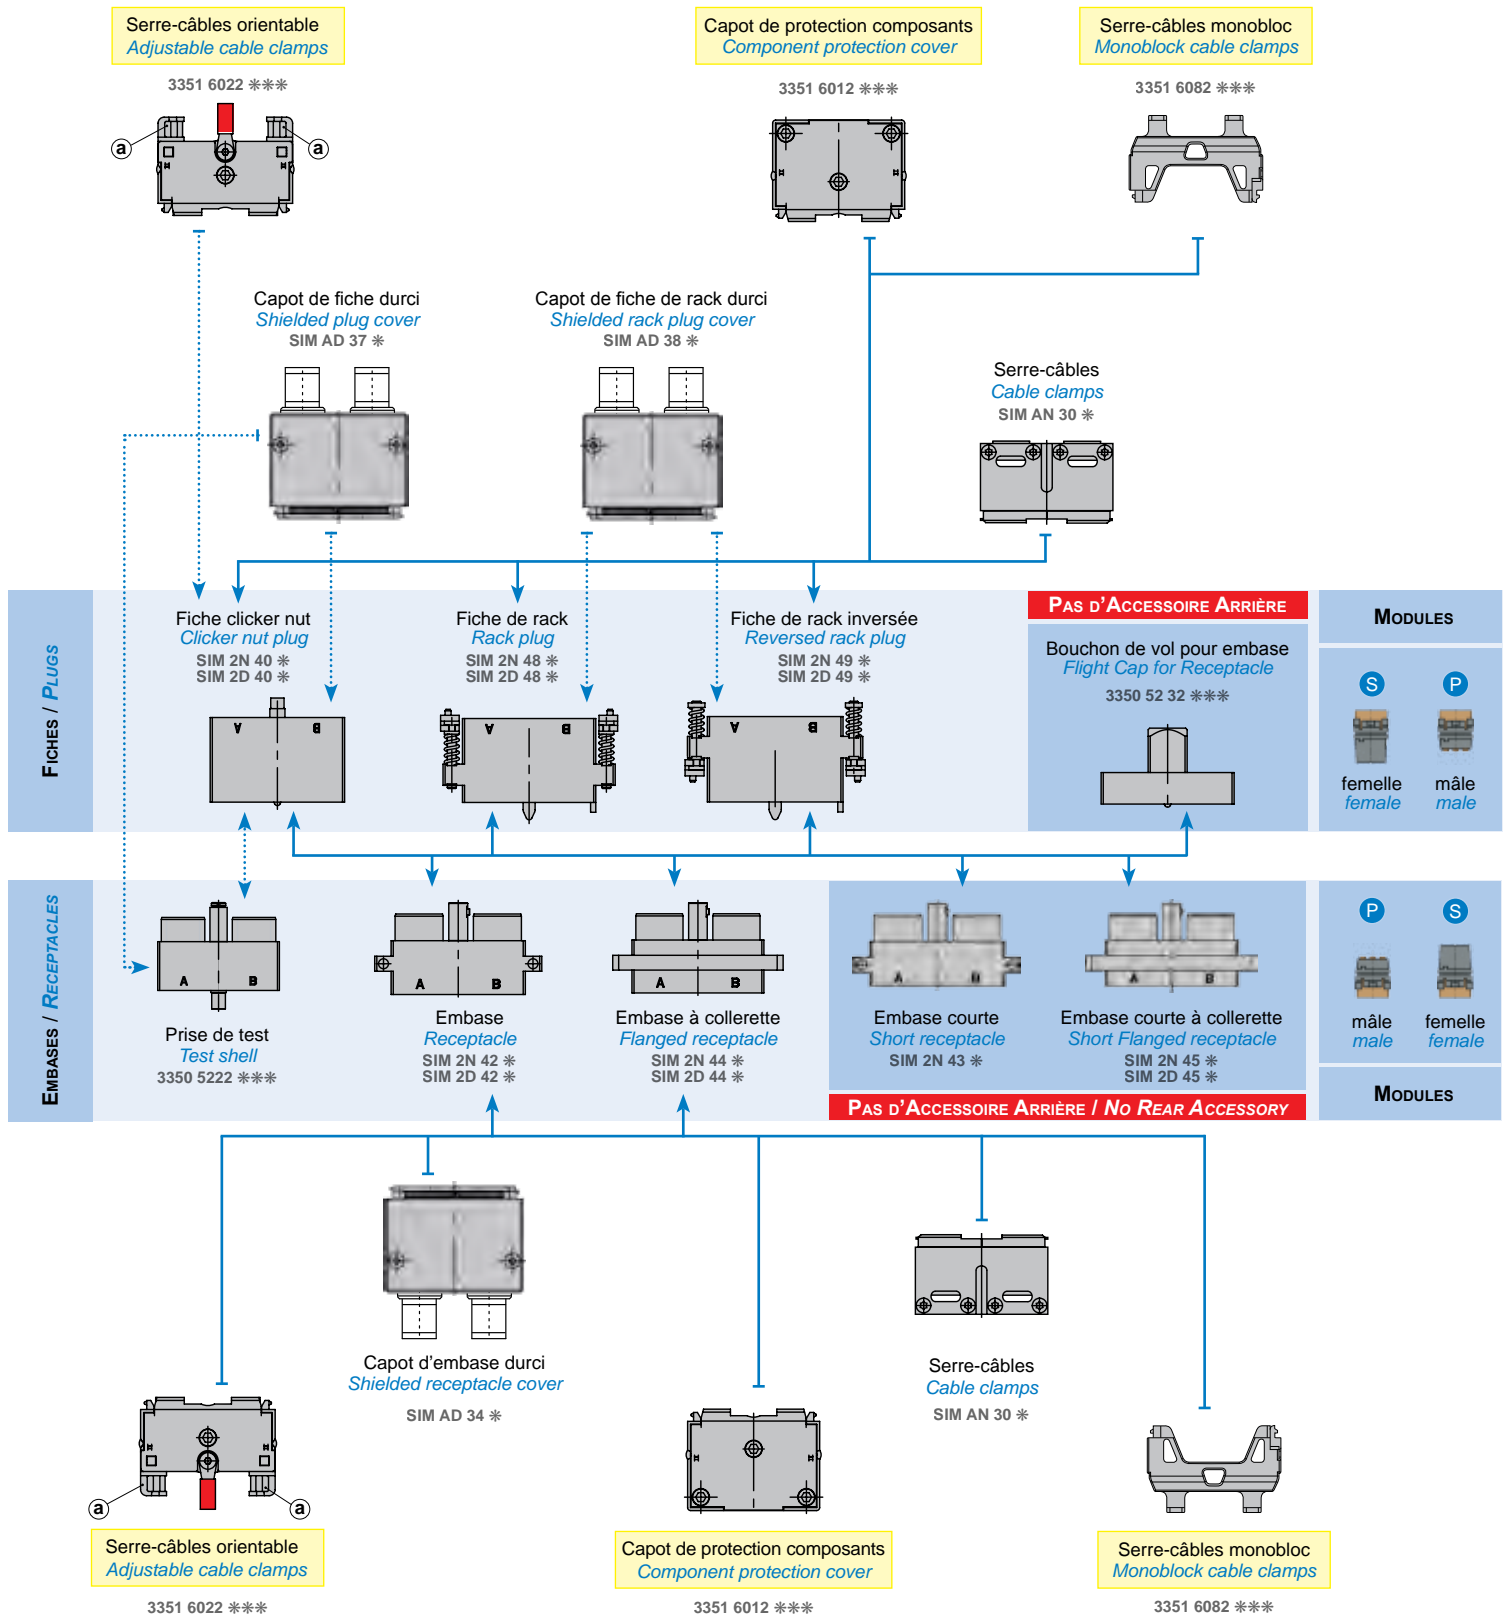 Serre-câbles orientable
Adjustable cable clamps
3351 6022 ✳✳✳
a
a
Capot de protection composants
Component protection cover
3351 6012 ✳✳✳
Serre-câbles monobloc
Monoblock cable clamps
3351 6082 ✳✳✳
Capot de fiche durci
Shielded plug cover
SIM AD 37 ✳
Capot de fiche de rack durci
Shielded rack plug cover
SIM AD 38 ✳
Serre-câbles
Cable clamps
SIM AN 30 ✳
FICHES / PLUGS
Fiche clicker nut
Clicker nut plug
SIM 2N 40 ✳
SIM 2D 40 ✳
A B
Fiche de rack
Rack plug
SIM 2N 48 ✳
SIM 2D 48 ✳
A B
Fiche de rack inversée
Reversed rack plug
SIM 2N 49 ✳
SIM 2D 49 ✳
A B
PAS D'ACCESSOIRE ARRIÈRE
Bouchon de vol pour embase
Flight Cap for Receptacle
3350 52 32 ✳✳✳
MODULES
S P
femelle mâle
female male
EMBASES / RECEPTACLES
A B
Prise de test
Test shell
3350 5222 ✳✳✳
A B
Embase
Receptacle
SIM 2N 42 ✳
SIM 2D 42 ✳
A B
Embase à collerette
Flanged receptacle
SIM 2N 44 ✳
SIM 2D 44 ✳
A B
Embase courte
Short receptacle
SIM 2N 43 ✳
A B
Embase courte à collerette
Short Flanged receptacle
SIM 2N 45 ✳
SIM 2D 45 ✳
PAS D'ACCESSOIRE ARRIÈRE / NO REAR ACCESSORY
P S
mâle femelle
male female
MODULES
Capot d'embase durci
Shielded receptacle cover
SIM AD 34 ✳
Serre-câbles
Cable clamps
SIM AN 30 ✳
a
a
Serre-câbles orientable
Adjustable cable clamps
3351 6022 ✳✳✳
Capot de protection composants
Component protection cover
3351 6012 ✳✳✳
Serre-câbles monobloc
Monoblock cable clamps
3351 6082 ✳✳✳